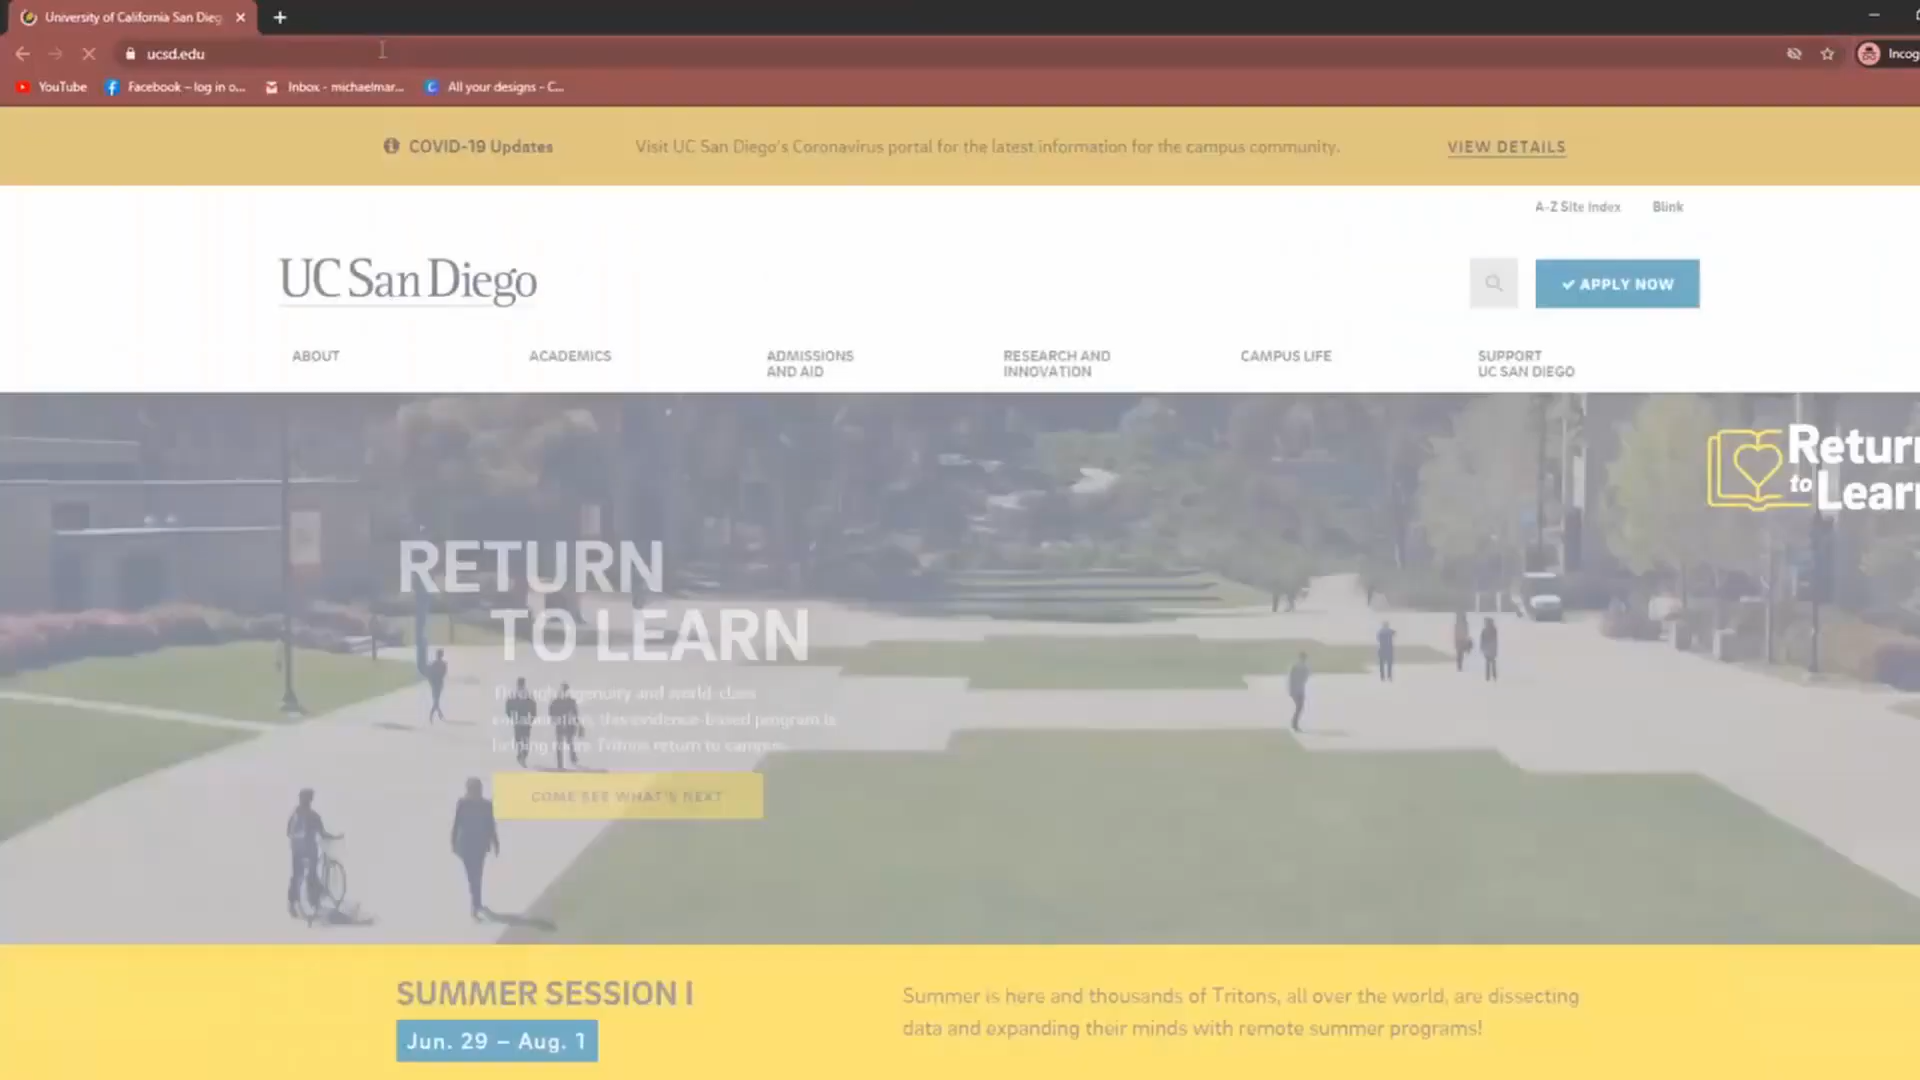 University of California San Dieg
ucsd.edu
Incog
YouTube
Facebook – log in o...
Inbox - michaelmar...
All your designs - C...
COVID-19 Updates
Visit UC San Diego's Coronavirus portal for the latest information for the campus community.
VIEW DETAILS
A-Z Site Index
Blink
UC San Diego
APPLY NOW
ABOUT
ACADEMICS
ADMISSIONS
AND AID
RESEARCH AND
INNOVATION
CAMPUS LIFE
SUPPORT
UC SAN DIEGO
Return
to Learn
RETURN
TO LEARN
Through ingenuity and world-class
collaboration, this evidence-based program is
helping more Tritons return to campus.
COME SEE WHAT'S NEXT
SUMMER SESSION I
Jun. 29 – Aug. 1
Summer is here and thousands of Tritons, all over the world, are dissecting
data and expanding their minds with remote summer programs!